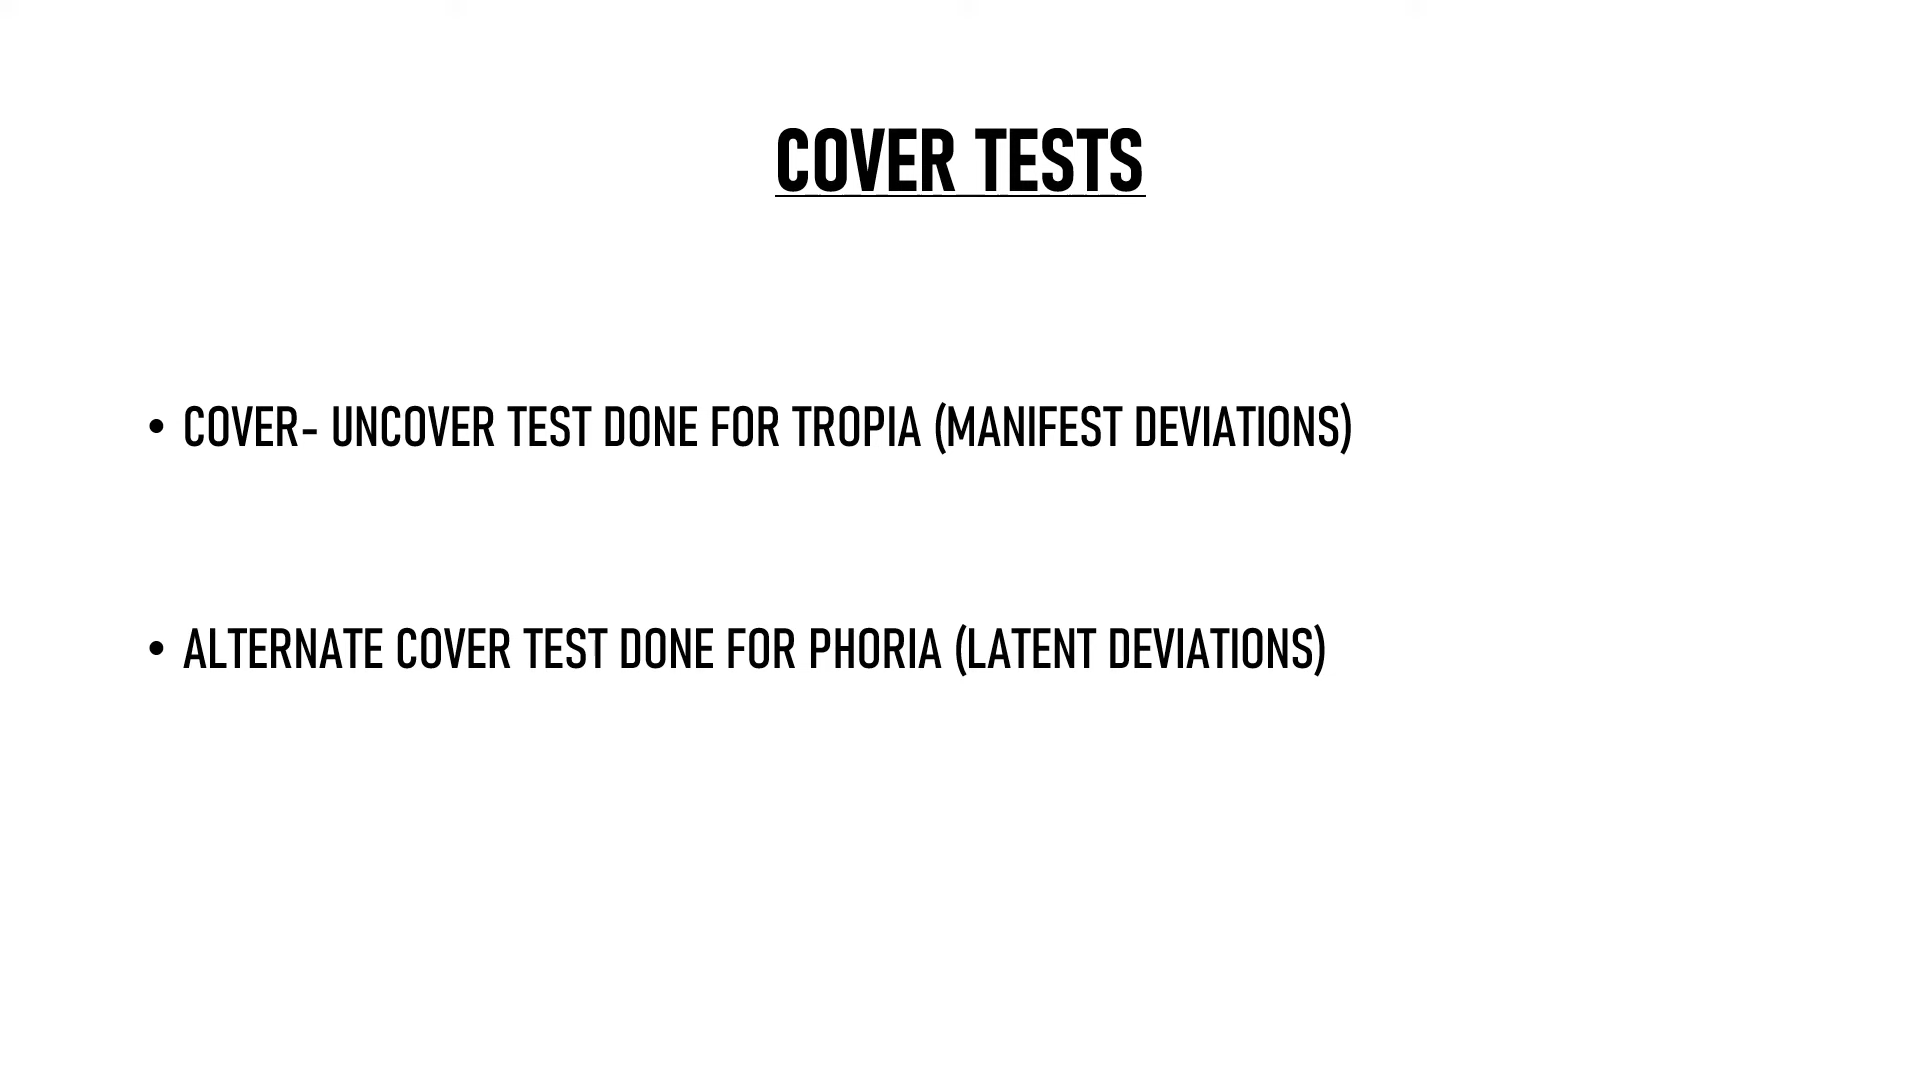 COVER TESTS
• COVER- UNCOVER TEST DONE FOR TROPIA (MANIFEST DEVIATIONS)
• ALTERNATE COVER TEST DONE FOR PHORIA (LATENT DEVIATIONS)